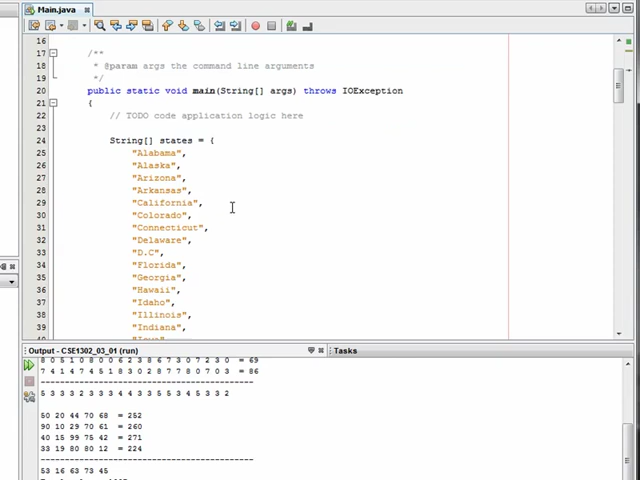 Main.java
16
17 /**
18 * @param args the command line arguments
19 */
20 public static void main(String[] args) throws IOException
21 {
22 // TODO code application logic here
23
24 String[] states = {
25 "Alabama",
26 "Alaska",
27 "Arizona",
28 "Arkansas",
29 "California",
30 "Colorado",
31 "Connecticut",
32 "Delaware",
33 "D.C",
34 "Florida",
35 "Georgia",
36 "Hawaii",
37 "Idaho",
38 "Illinois",
39 "Indiana",
"Iowa",
Output - CSE1302_03_01 (run)
Tasks
8 0 5 1 0 8 0 0 6 2 3 8 6 7 3 0 7 2 3 0 = 69
7 4 1 4 7 4 5 1 8 3 0 2 8 7 7 8 0 7 0 3 = 86
-----------------------------------------------
5 3 3 3 2 3 3 3 4 4 3 3 5 5 3 4 5 3 3 2
50 20 44 70 68 = 252
90 10 29 70 61 = 260
40 15 99 75 42 = 271
33 19 80 80 12 = 224
-----------------------------------------------
53 16 63 73 45